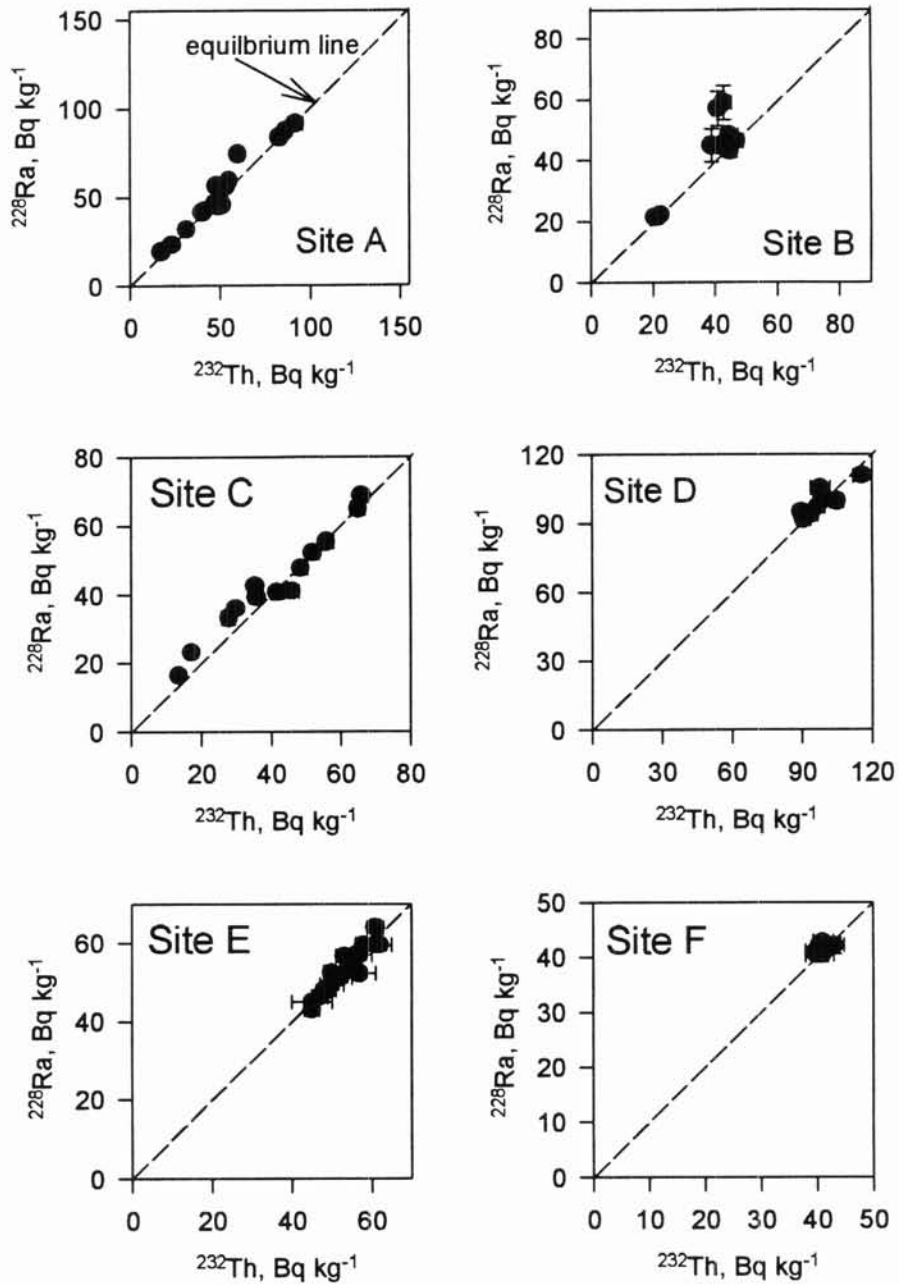 150
100
50
0
equilbrium line
Site A
²²⁸Ra, Bq kg⁻¹
0 50 100 150
²³²Th, Bq kg⁻¹
80
60
40
20
0
Site B
²²⁸Ra, Bq kg⁻¹
0 20 40 60 80
²³²Th, Bq kg⁻¹
80
60
40
20
0
Site C
²²⁸Ra, Bq kg⁻¹
0 20 40 60 80
²³²Th, Bq kg⁻¹
120
90
60
30
0
Site D
²²⁸Ra, Bq kg⁻¹
0 30 60 90 120
²³²Th, Bq kg⁻¹
60
40
20
0
Site E
²²⁸Ra, Bq kg⁻¹
0 20 40 60
²³²Th, Bq kg⁻¹
50
40
30
20
10
0
Site F
²²⁸Ra, Bq kg⁻¹
0 10 20 30 40 50
²³²Th, Bq kg⁻¹